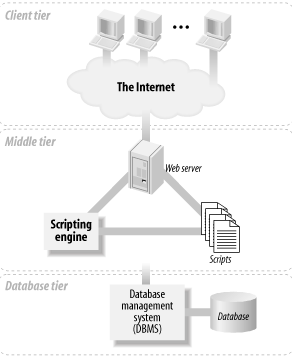 Client tier
The Internet
Middle tier
Web server
Scripting
engine
Scripts
Database tier
Database
management
system
(DBMS)
Database